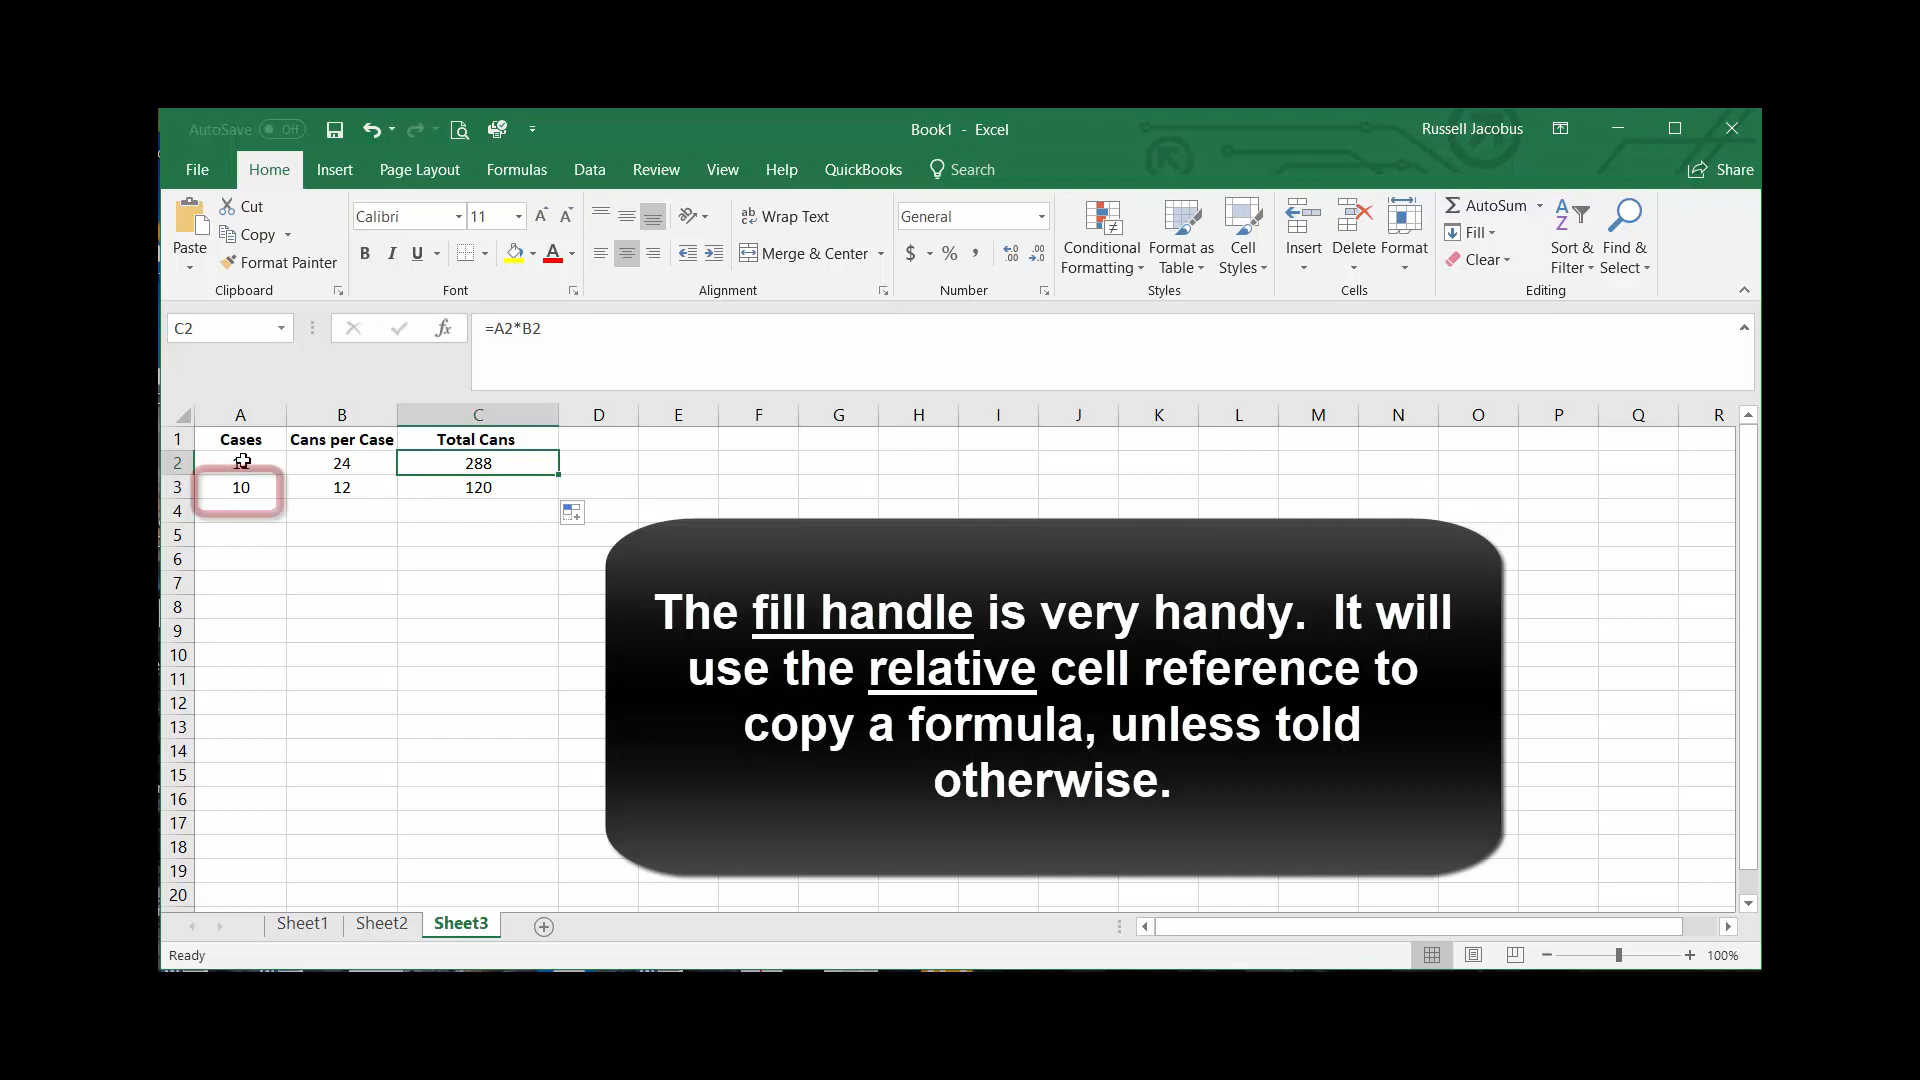 AutoSave Off
Book1 - Excel
Russell Jacobus
File Home Insert Page Layout Formulas Data Review View Help QuickBooks Search Share
Paste
Cut
Copy
Format Painter
Clipboard
Calibri 11
B I U A
Font
Wrap Text
Merge & Center
Alignment
General
$ % ,
Number
Conditional Formatting
Format as Table
Cell Styles
Styles
Insert Delete Format
Cells
AutoSum
Fill
Clear
Sort & Filter
Find & Select
Editing
C2 fx =A2*B2
A B C D E F G H I J K L M N O P Q R
1 Cases Cans per Case Total Cans
2 24 288
3 10 12 120
4
5
6
7
8
9
10
11
12
13
14
15
16
17
18
19
20
The fill handle is very handy. It will
use the relative cell reference to
copy a formula, unless told
otherwise.
Sheet1 Sheet2 Sheet3
Ready 100%